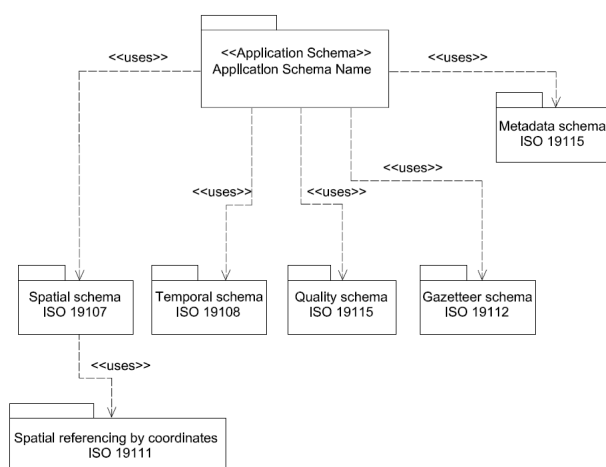 <<Application Schema>>
Application Schema Name
<<uses>>
<<uses>>
Metadata schema
ISO 19115
<<uses>>
<<uses>>
<<uses>>
Spatial schema
ISO 19107
Temporal schema
ISO 19108
Quality schema
ISO 19115
Gazetteer schema
ISO 19112
<<uses>>
Spatial referencing by coordinates
ISO 19111